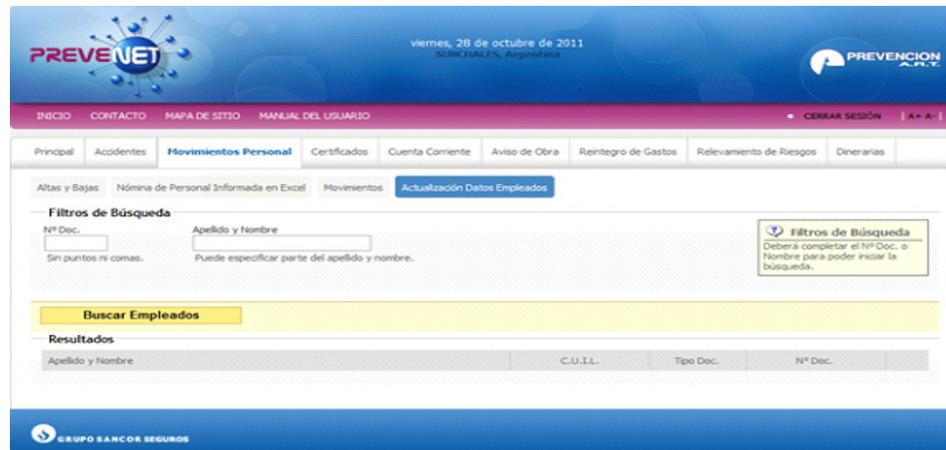 PREVENET
viernes, 28 de octubre de 2011
SUNCHALES, Argentina
PREVENCION
A.R.T.
INICIO CONTACTO MAPA DE SITIO MANUAL DEL USUARIO • CERRAR SESIÓN | A+ A- |
Principal Accidentes Movimientos Personal Certificados Cuenta Corriente Aviso de Obra Reintegro de Gastos Relevamiento de Riesgos Dinerarias
Altas y Bajas Nómina de Personal Informada en Excel Movimientos Actualización Datos Empleados
Filtros de Búsqueda
Nº Doc. Apellido y Nombre
Sin puntos ni comas. Puede especificar parte del apellido y nombre.
Filtros de Búsqueda
Deberá completar el Nº Doc. o
Nombre para poder iniciar la
búsqueda.
Buscar Empleados
Resultados
Apellido y Nombre C.U.I.L. Tipo Doc. Nº Doc.
GRUPO SANCOR SEGUROS